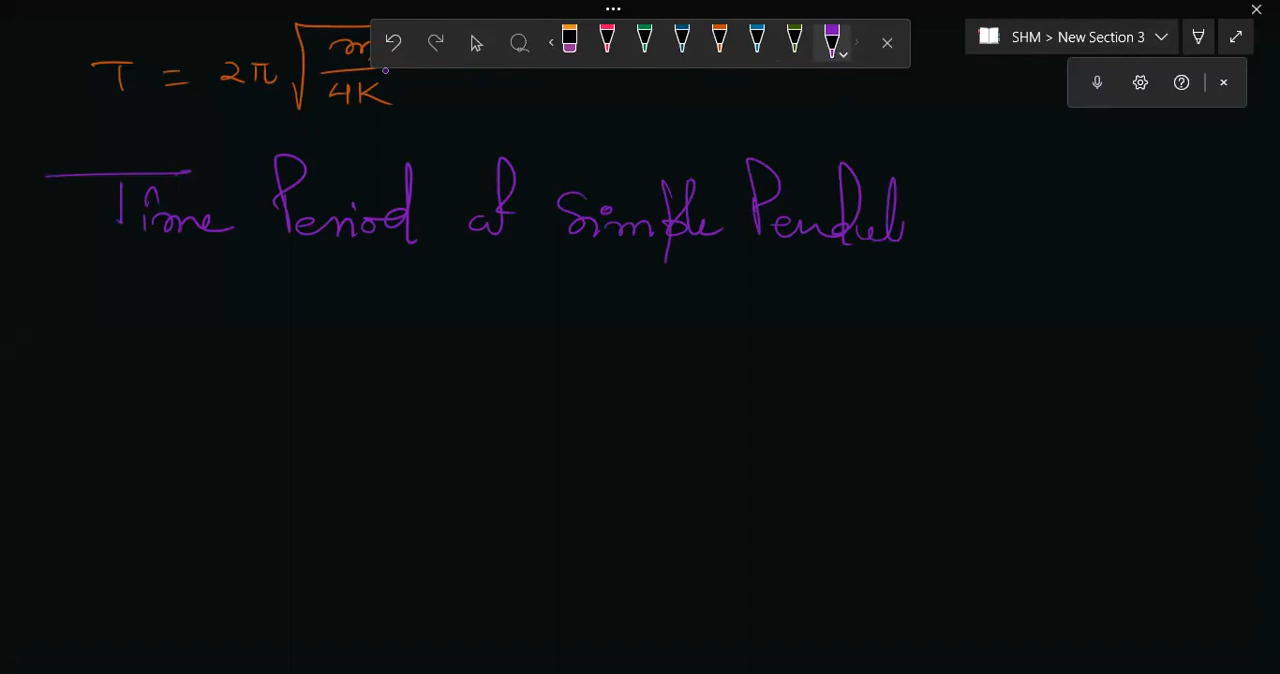 SHM > New Section 3
T = 2π √(m/4K)
Time Period of Simple Pendul